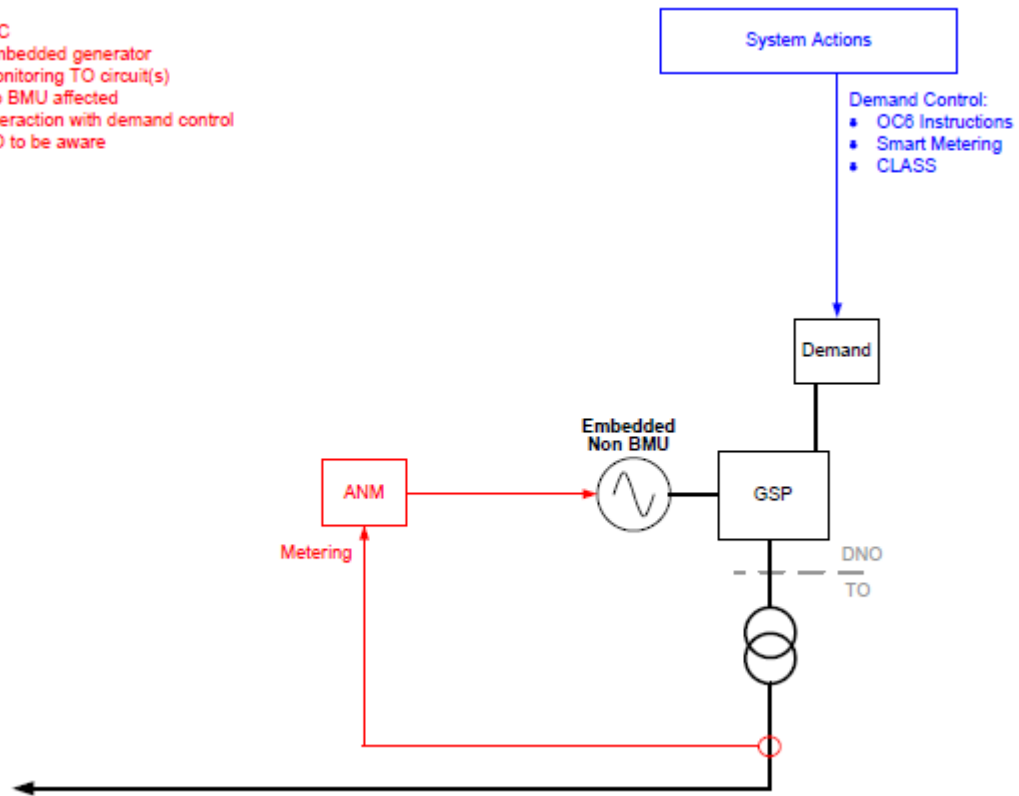 System Actions
mbedded generator
onitoring TO circuit(s)
BMU affected
eraction with demand control
to be aware
Demand Control:
OC6 Instructions
Smart Metering
CLASS
Demand
Embedded
Non BMU
ANM
GSP
Metering
DNO
TO